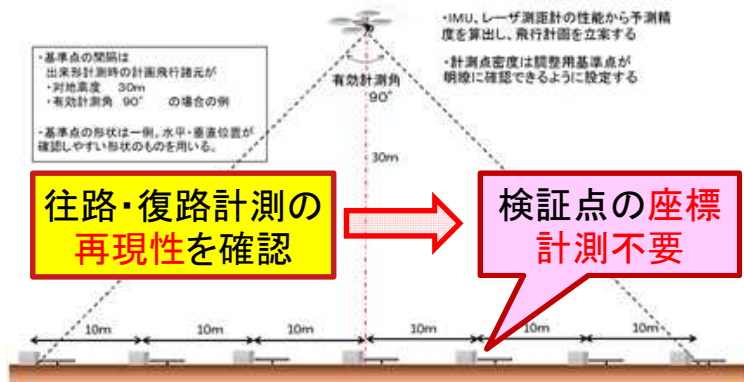 ・IMU、レーザ測距計の性能から予測精
度を算出し、飛行計画を立案する
・計測点密度は調整用基準点が
明瞭に確認できるように設定する
・基準点の間隔は
出来形計測時の計画飛行諸元が
・対地高度 30m
・有効計測角 90° の場合の例
・基準点の形状は一例。水平・垂直位置が
確認しやすい形状のものを用いる。
有効計測角
90°
30m
往路・復路計測の
再現性を確認
検証点の座標
計測不要
10m
10m
10m
10m
10m
10m